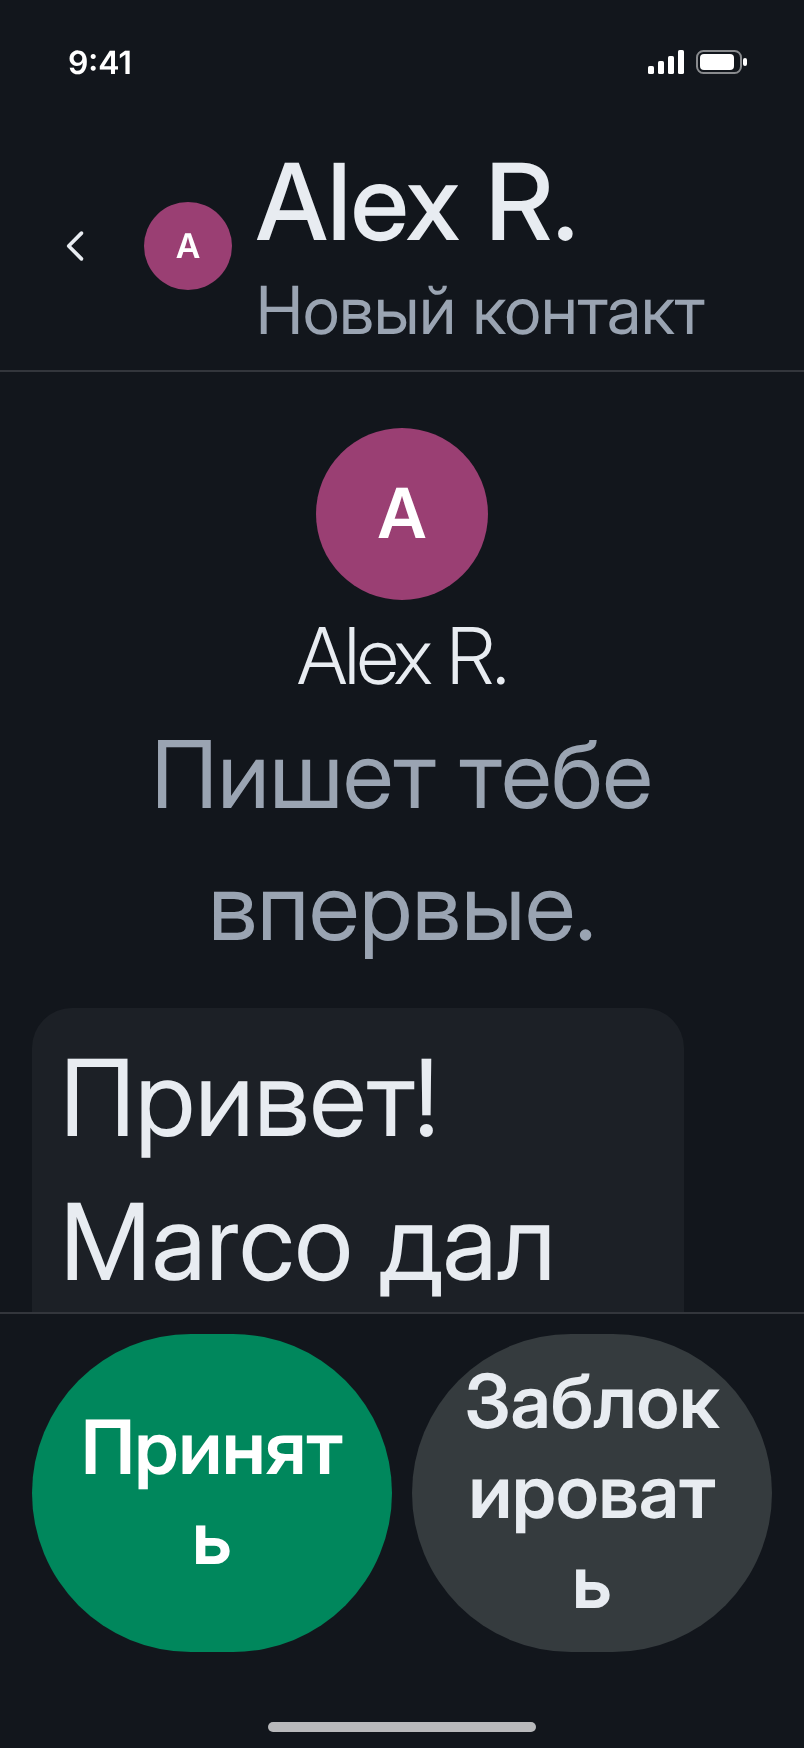 9:41
Alex R.
A
Новый контакт
A
Alex R.
Пишет тебе
впервые.
Привет!
Marco дал
Принят
ь
Заблок
ироват
ь